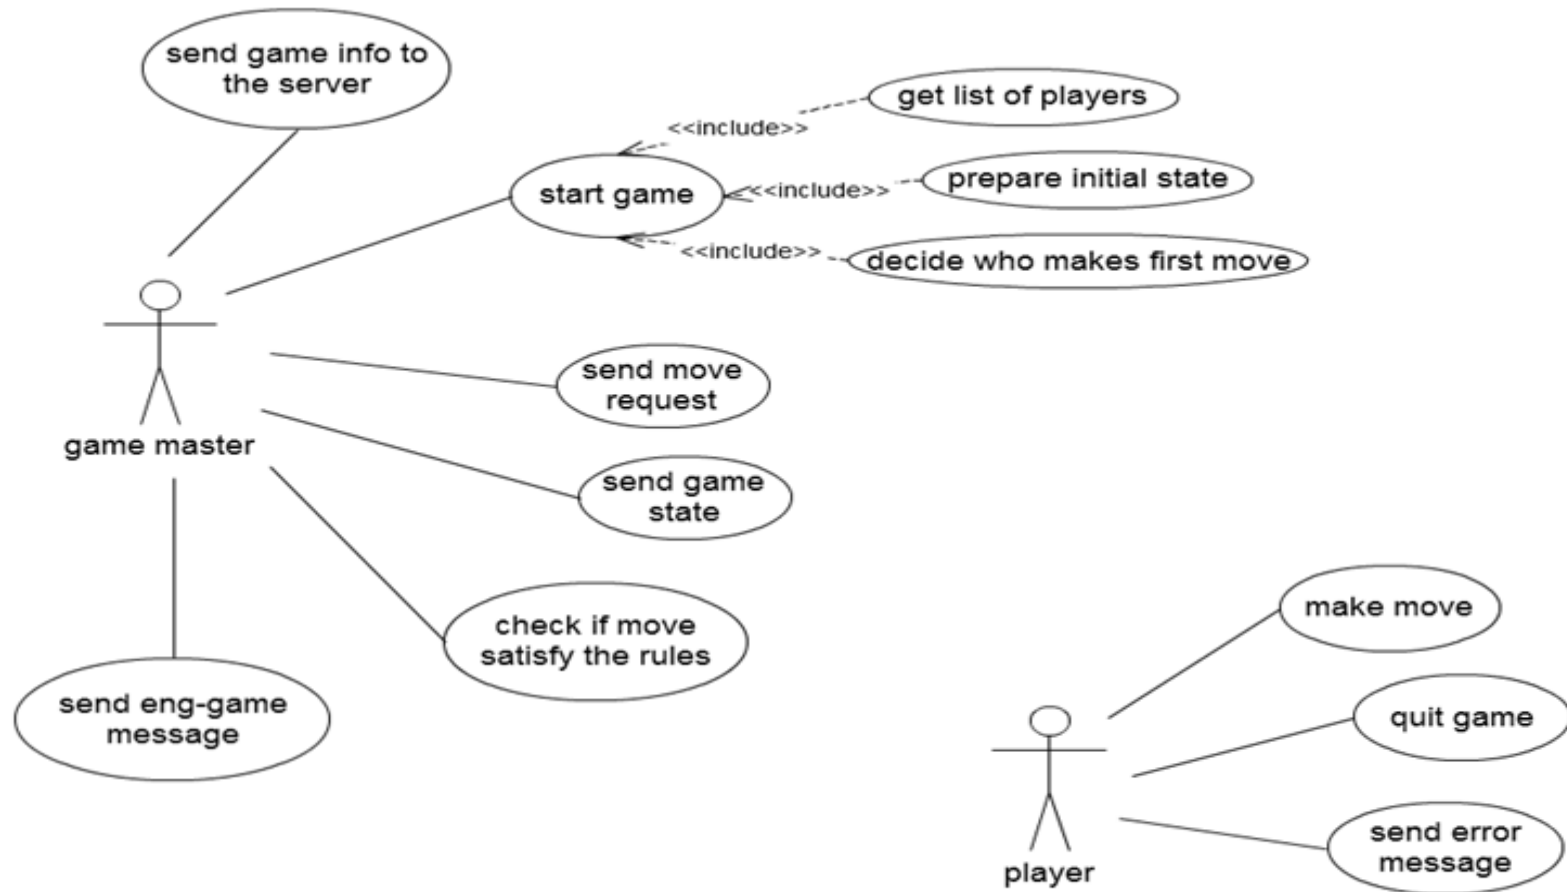 send game info to
the server
get list of players
<<include>>
start game
<<include>>
prepare initial state
<<include>>
decide who makes first move
send move
request
game master
send game
state
check if move
satisfy the rules
send eng-game
message
make move
quit game
player
send error
message